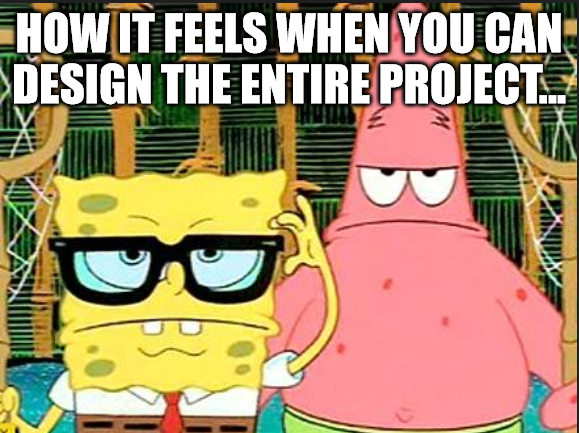 HOW IT FEELS WHEN YOU CAN
DESIGN THE ENTIRE PROJECT...